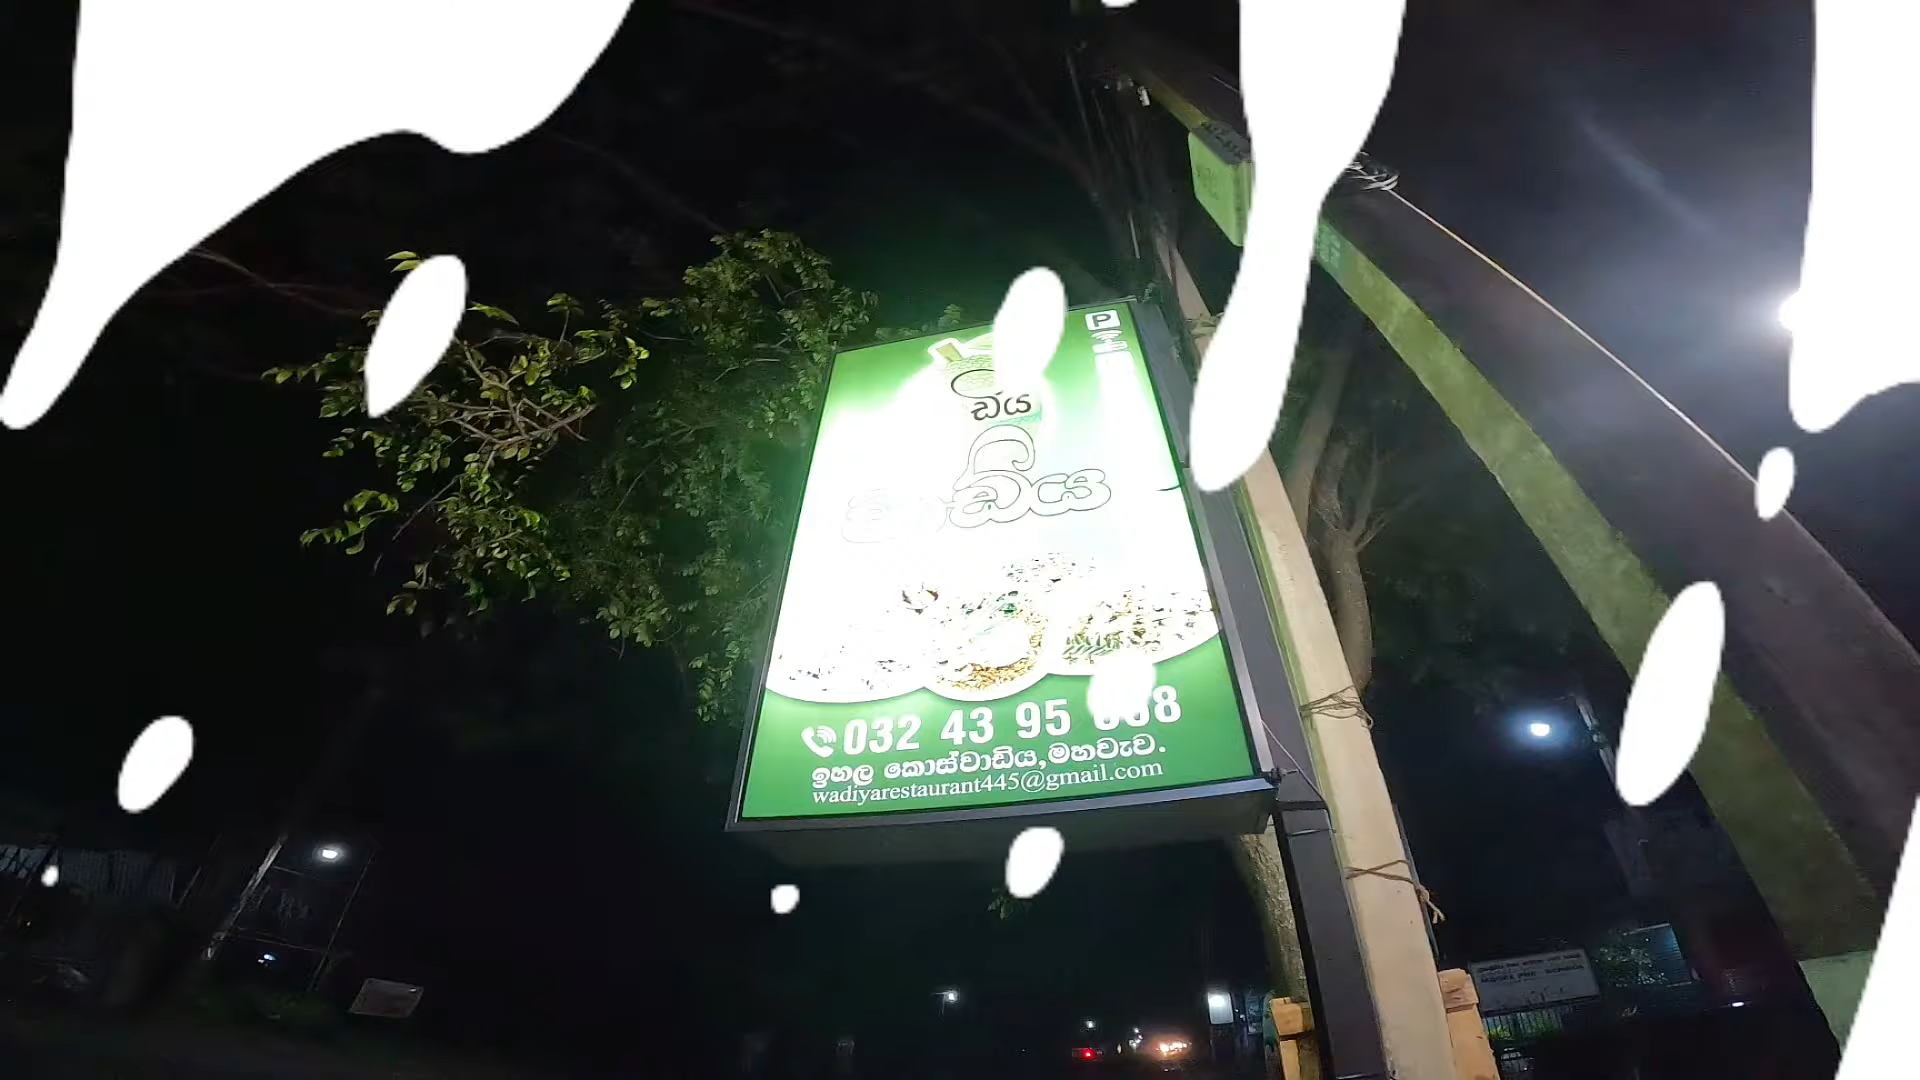 P
ඩිය
වාඩිය
032 43 95
ඉහල කොස්වාඩිය,මහවැව.
wadiyarestaurant445@gmail.com